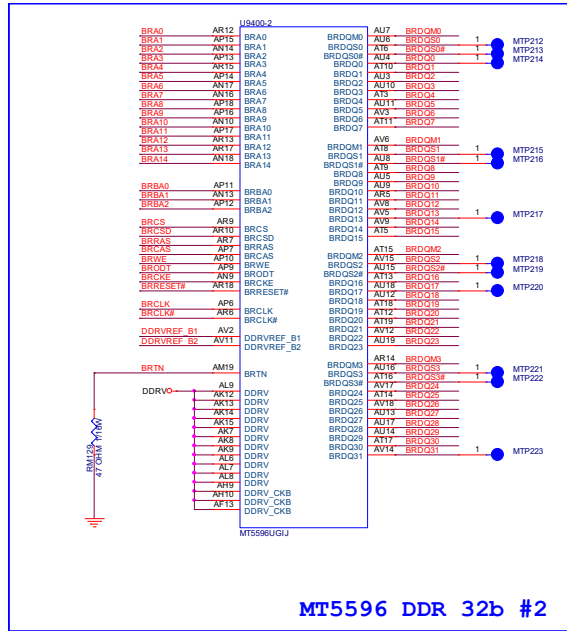 U9400-2
BRA0 AR12 BRA0
BRA1 AP15 BRA1
BRA2 AN14 BRA2
BRA3 AP13 BRA3
BRA4 AR15 BRA4
BRA5 AP14 BRA5
BRA6 AN17 BRA6
BRA7 AN16 BRA7
BRA8 AP18 BRA8
BRA9 AP16 BRA9
BRA10 AN10 BRA10
BRA11 AP17 BRA11
BRA12 AR13 BRA12
BRA13 AR17 BRA13
BRA14 AN18 BRA14
BRBA0 AP11 BRBA0
BRBA1 AN13 BRBA1
BRBA2 AP12 BRBA2
BRCS AR9 BRCS
BRCSD AR10 BRCSD
BRRAS AR7 BRRAS
BRCAS AP7 BRCAS
BRWE AP10 BRWE
BRODT AP9 BRODT
BRCKE AN9 BRCKE
BRRESET# AR18 BRRESET#
BRCLK AP6 BRCLK
BRCLK# AR6 BRCLK#
DDRVREF_B1 AV2 DDRVREF_B1
DDRVREF_B2 AV11 DDRVREF_B2
BRTN AM19 BRTN
DDRV AL9 DDRV
AK12 DDRV
AK13 DDRV
AK14 DDRV
AK15 DDRV
AK7 DDRV
AK8 DDRV
AK9 DDRV
AL6 DDRV
AL7 DDRV
AL8 DDRV
AH9 DDRV_CKB
AH10 DDRV_CKB
AF13 DDRV_CKB
RM129
47 OHM 1/16W
BRDQM0 AU7 BRDQM0
BRDQS0 AU6 BRDQS0 1 MTP212
BRDQS0# AT6 BRDQS0# 1 MTP213
BRDQ0 AU4 BRDQ0 1 MTP214
BRDQ1 AT10 BRDQ1
BRDQ2 AU3 BRDQ2
BRDQ3 AU10 BRDQ3
BRDQ4 AT3 BRDQ4
BRDQ5 AU11 BRDQ5
BRDQ6 AV3 BRDQ6
BRDQ7 AT11 BRDQ7
BRDQM1 AV6 BRDQM1
BRDQS1 AT8 BRDQS1 1 MTP215
BRDQS1# AU8 BRDQS1# 1 MTP216
BRDQ8 AT9 BRDQ8
BRDQ9 AU5 BRDQ9
BRDQ10 AU9 BRDQ10
BRDQ11 AR5 BRDQ11
BRDQ12 AV8 BRDQ12
BRDQ13 AV5 BRDQ13 1 MTP217
BRDQ14 AV9 BRDQ14
BRDQ15 AT5 BRDQ15
BRDQM2 AT15 BRDQM2
BRDQS2 AV15 BRDQS2 1 MTP218
BRDQS2# AU15 BRDQS2# 1 MTP219
BRDQ16 AT13 BRDQ16
BRDQ17 AU18 BRDQ17 1 MTP220
BRDQ18 AU12 BRDQ18
BRDQ19 AT18 BRDQ19
BRDQ20 AT12 BRDQ20
BRDQ21 AT19 BRDQ21
BRDQ22 AV12 BRDQ22
BRDQ23 AU19 BRDQ23
BRDQM3 AR14 BRDQM3
BRDQS3 AU16 BRDQS3 1 MTP221
BRDQS3# AT16 BRDQS3# 1 MTP222
BRDQ24 AV17 BRDQ24
BRDQ25 AT14 BRDQ25
BRDQ26 AV18 BRDQ26
BRDQ27 AU13 BRDQ27
BRDQ28 AU17 BRDQ28
BRDQ29 AU14 BRDQ29
BRDQ30 AT17 BRDQ30
BRDQ31 AV14 BRDQ31 1 MTP223
MT5596UGIJ
MT5596 DDR 32b #2